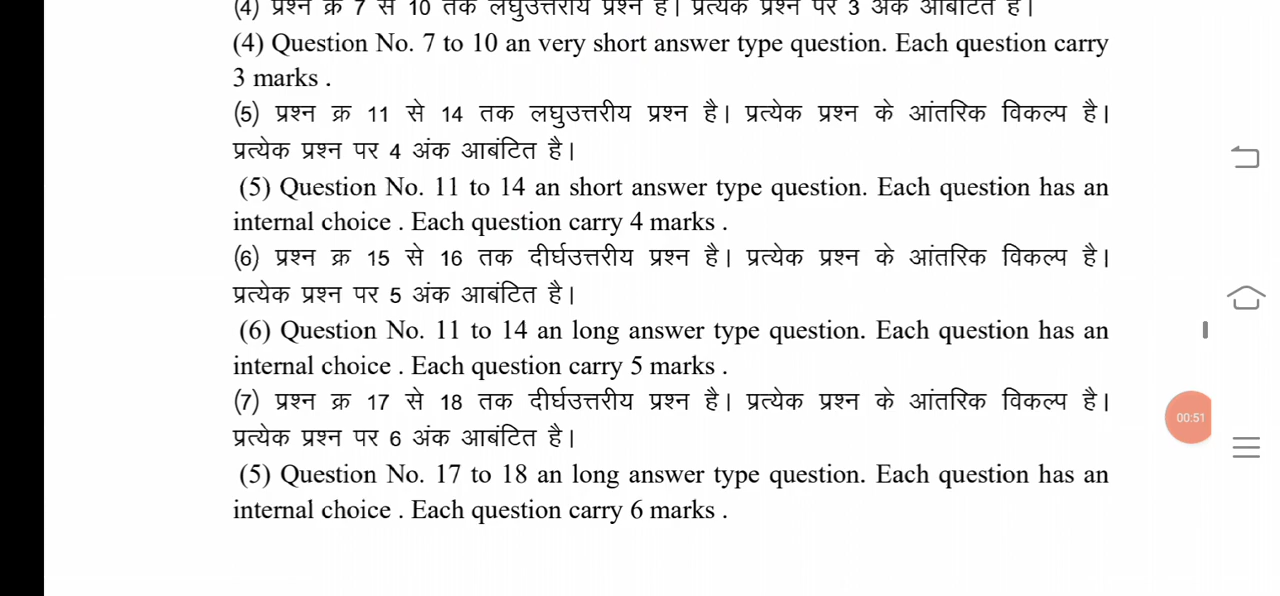 (4) प्रश्न क्र 7 से 10 तक लघुउत्तरीय प्रश्न है। प्रत्येक प्रश्न पर 3 अंक आबंटित है।
(4) Question No. 7 to 10 an very short answer type question. Each question carry
3 marks .
(5) प्रश्न क्र 11 से 14 तक लघुउत्तरीय प्रश्न है। प्रत्येक प्रश्न के आंतरिक विकल्प है।
प्रत्येक प्रश्न पर 4 अंक आबंटित है।
(5) Question No. 11 to 14 an short answer type question. Each question has an
internal choice . Each question carry 4 marks .
(6) प्रश्न क्र 15 से 16 तक दीर्घउत्तरीय प्रश्न है। प्रत्येक प्रश्न के आंतरिक विकल्प है।
प्रत्येक प्रश्न पर 5 अंक आबंटित है।
(6) Question No. 11 to 14 an long answer type question. Each question has an
internal choice . Each question carry 5 marks .
(7) प्रश्न क्र 17 से 18 तक दीर्घउत्तरीय प्रश्न है। प्रत्येक प्रश्न के आंतरिक विकल्प है।
प्रत्येक प्रश्न पर 6 अंक आबंटित है।
(5) Question No. 17 to 18 an long answer type question. Each question has an
internal choice . Each question carry 6 marks .
00:51